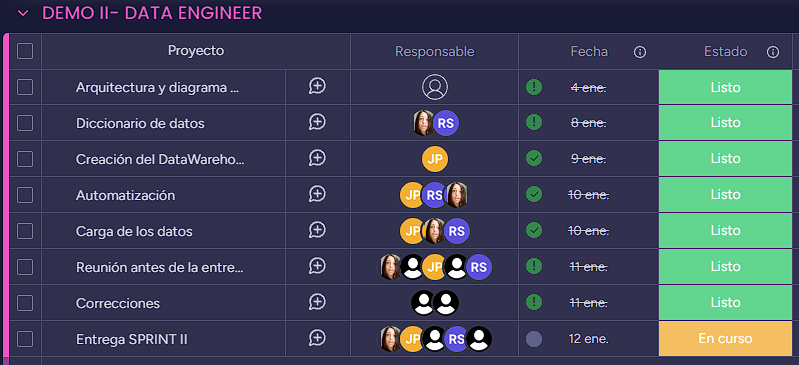 DEMO II- DATA ENGINEER
Proyecto Responsable Fecha Estado
Arquitectura y diagrama ... 4 ene. Listo
Diccionario de datos RS 8 ene. Listo
Creación del DataWareho... JP 9 ene. Listo
Automatización JP RS 10 ene. Listo
Carga de los datos JP RS 10 ene. Listo
Reunión antes de la entre... JP RS 11 ene. Listo
Correcciones 11 ene. Listo
Entrega SPRINT II JP RS 12 ene. En curso